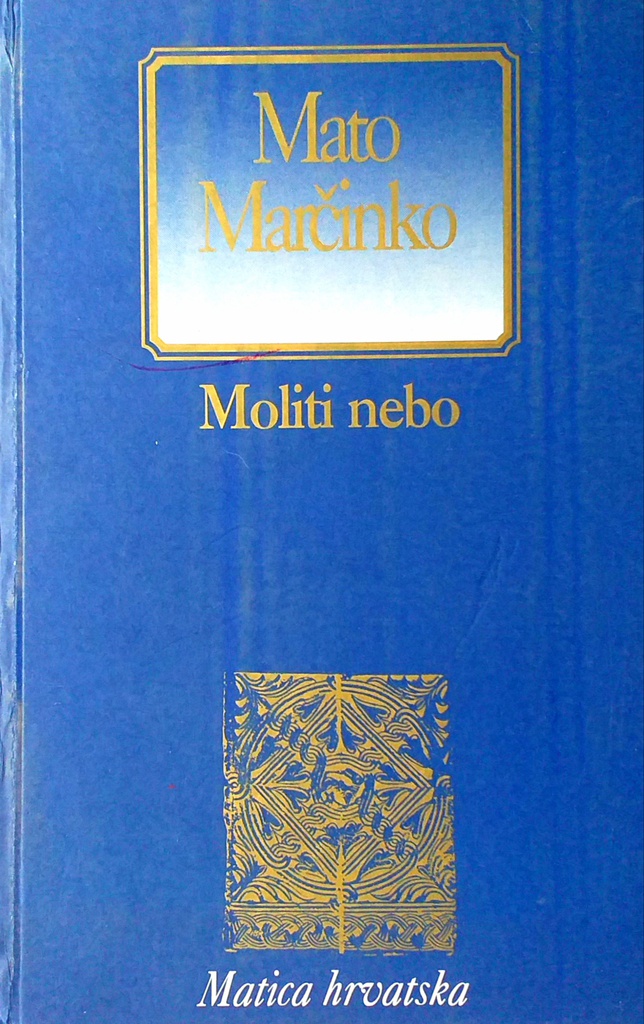 Mato
Marčinko
Moliti nebo
Matica hrvatska